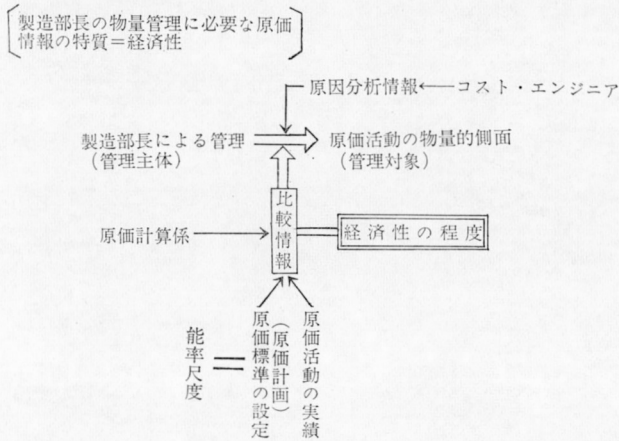 製造部長の物量管理に必要な原価
情報の特質=経済性
原因分析情報←コスト・エンジニア
製造部長による管理
(管理主体)
原価活動の物量的側面
(管理対象)
比較情報
原価計算係
経済性の程度
原価活動の実績
(原価計画)
原価標準の設定
能率尺度